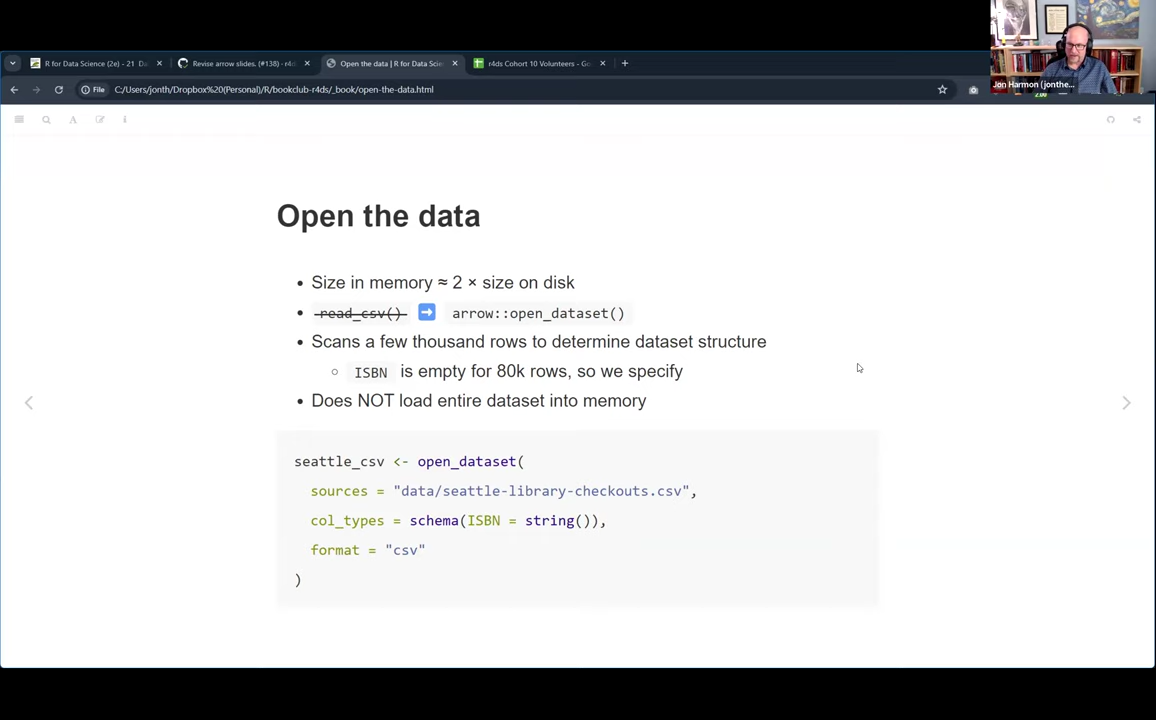 R for Data Science (2e) - 21 Da
Revise arrow slides. (#138) · r4d
Open the data | R for Data Scien
r4ds Cohort 10 Volunteers - Go
File
C:/Users/jonth/Dropbox%20(Personal)/R/bookclub-r4ds/_book/open-the-data.html
Jon Harmon (jonthe...
Open the data
• Size in memory ≈ 2 × size on disk
• read_csv() ➡ arrow::open_dataset()
• Scans a few thousand rows to determine dataset structure
○ ISBN is empty for 80k rows, so we specify
• Does NOT load entire dataset into memory
seattle_csv <- open_dataset(
sources = "data/seattle-library-checkouts.csv",
col_types = schema(ISBN = string()),
format = "csv"
)